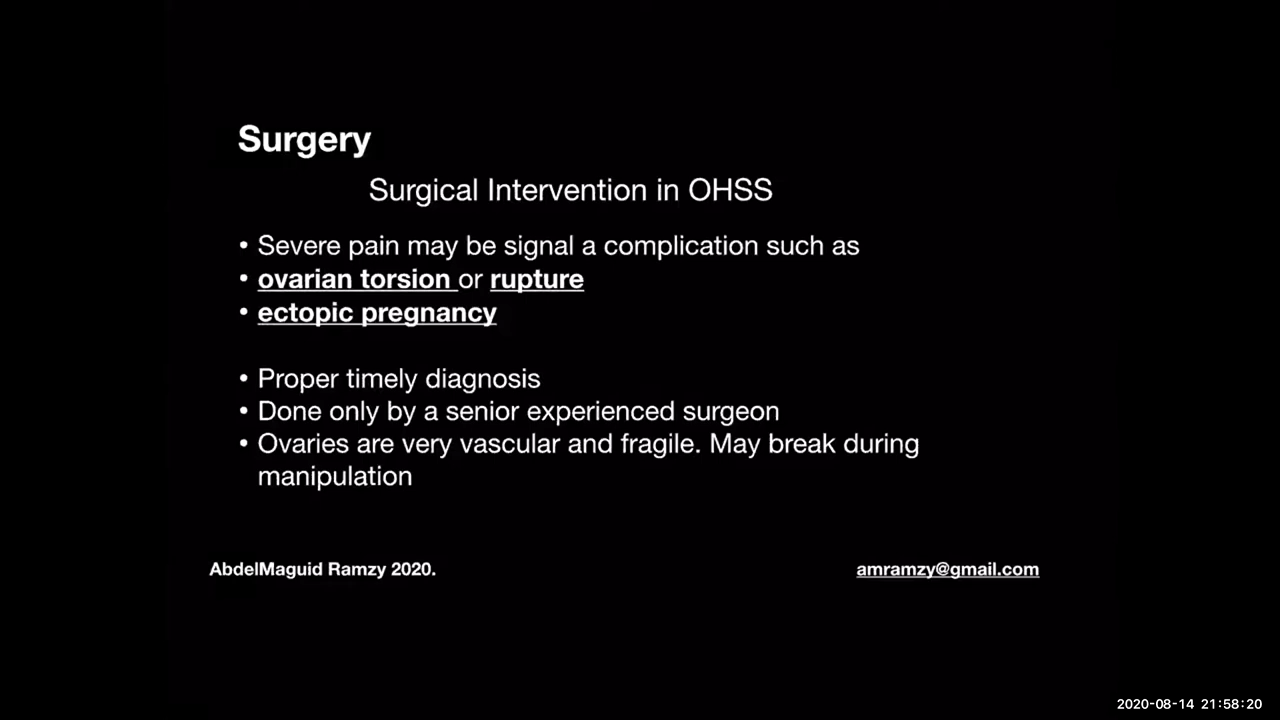 Surgery
Surgical Intervention in OHSS
• Severe pain may be signal a complication such as
• ovarian torsion or rupture
• ectopic pregnancy
• Proper timely diagnosis
• Done only by a senior experienced surgeon
• Ovaries are very vascular and fragile. May break during
manipulation
AbdelMaguid Ramzy 2020.
amramzy@gmail.com
2020-08-14 21:58:20